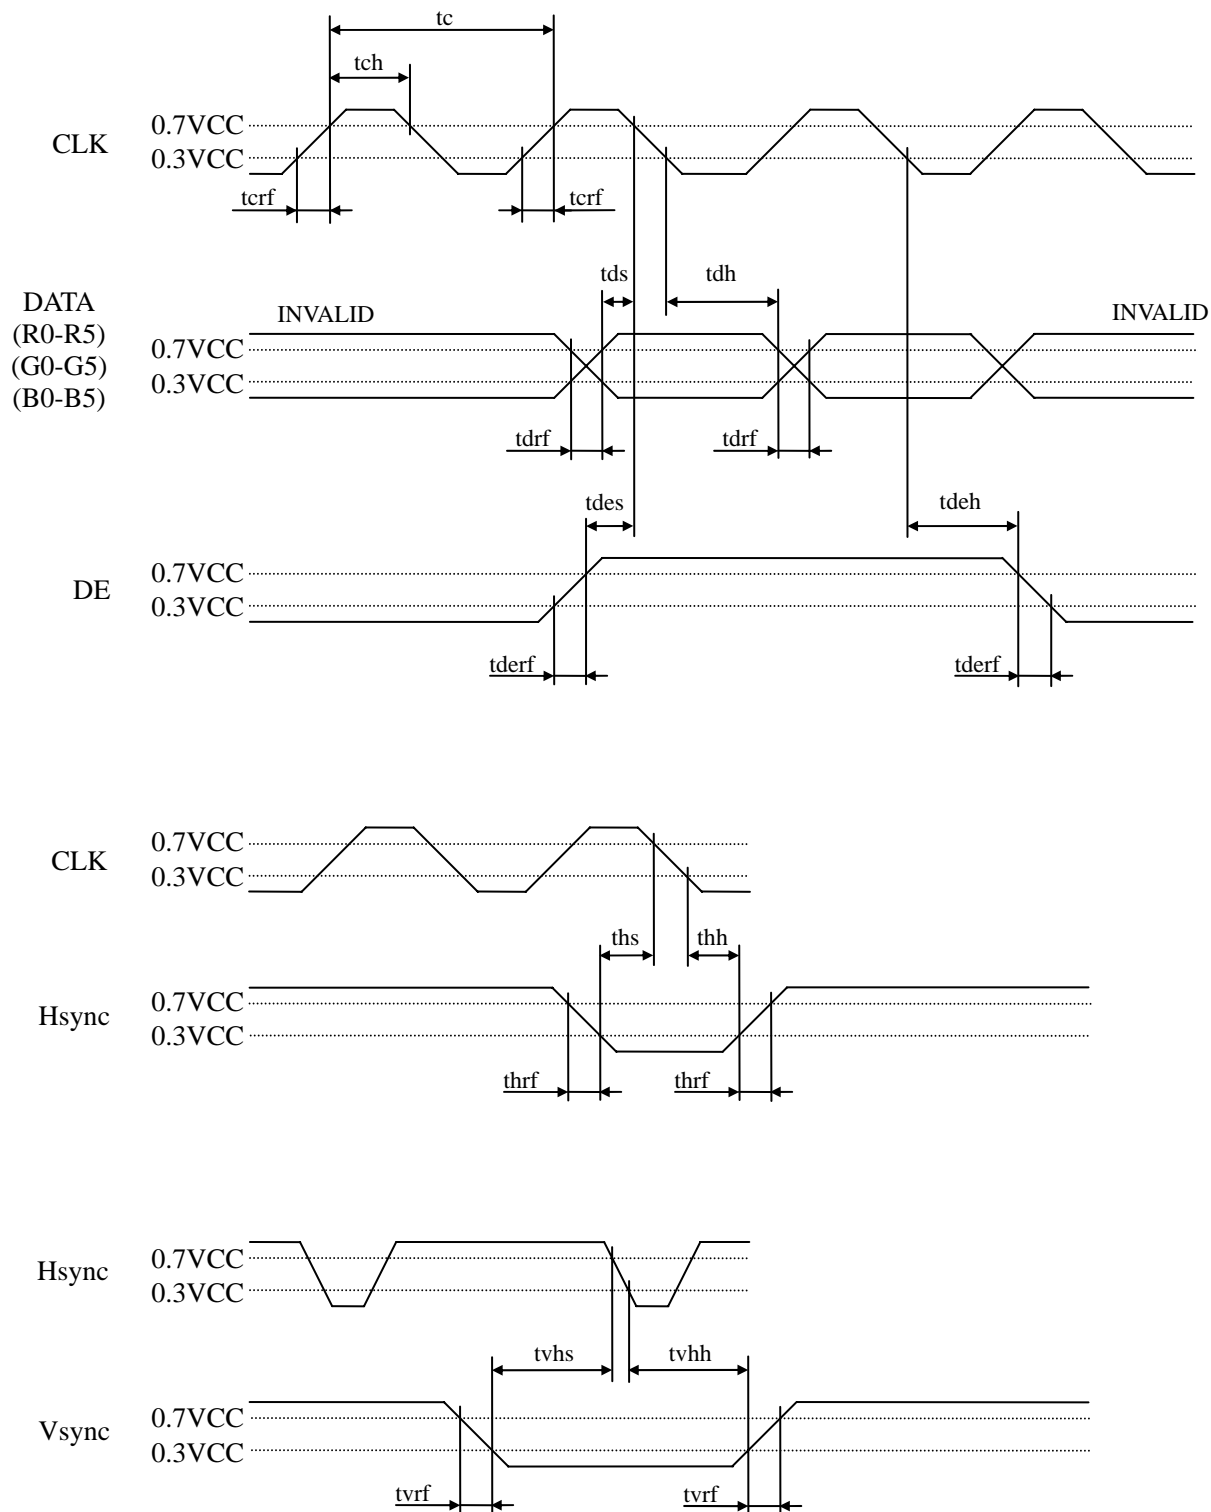 tc
tch
CLK
0.7VCC
0.3VCC
tcrf
tcrf
tds
tdh
DATA
(R0-R5)
(G0-G5)
(B0-B5)
INVALID
INVALID
0.7VCC
0.3VCC
tdrf
tdrf
tdes
tdeh
DE
0.7VCC
0.3VCC
tderf
tderf
CLK
0.7VCC
0.3VCC
ths
thh
Hsync
0.7VCC
0.3VCC
thrf
thrf
Hsync
0.7VCC
0.3VCC
tvhs
tvhh
Vsync
0.7VCC
0.3VCC
tvrf
tvrf